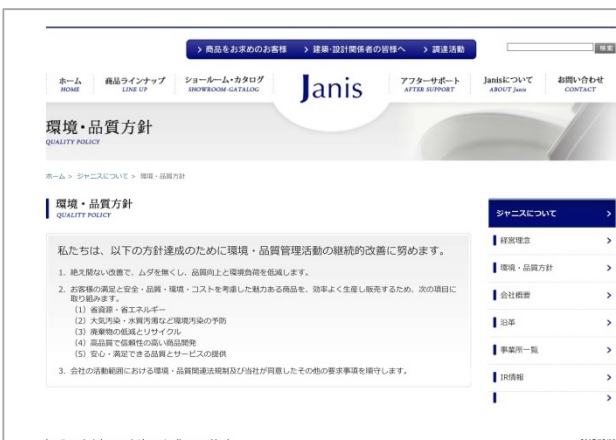 > 商品をお求めのお客様 > 建築・設計関係者の皆様へ > 調達活動
検索
ホーム 商品ラインナップ ショールーム・カタログ Janis アフターサポート Janisについて お問い合わせ
HOME LINE UP SHOWROOM-CATALOG AFTER SUPPORT ABOUT Janis CONTACT
環境・品質方針
QUALITY POLICY
ホーム > ジャニスについて > 環境・品質方針
環境・品質方針
QUALITY POLICY
私たちは、以下の方針達成のために環境・品質管理活動の継続的改善に努めます。
1. 絶え間ない改善で、ムダを無くし、品質向上と環境負荷を低減します。
2. お客様の満足と安全・品質・環境・コストを考慮した魅力ある商品を、効率よく生産し販売するため、次の項目に
取り組みます。
(1) 省資源・省エネルギー
(2) 大気汚染・水質汚濁など環境汚染の予防
(3) 廃棄物の低減とリサイクル
(4) 高品質で信頼性の高い商品開発
(5) 安心・満足できる品質とサービスの提供
3. 会社の活動範囲における環境・品質関連法規制及び当社が同意したその他の要求事項を順守します。
ジャニスについて >
経営理念 >
環境・品質方針 >
会社概要 >
沿革 >
事業所一覧 >
IR情報 >
>